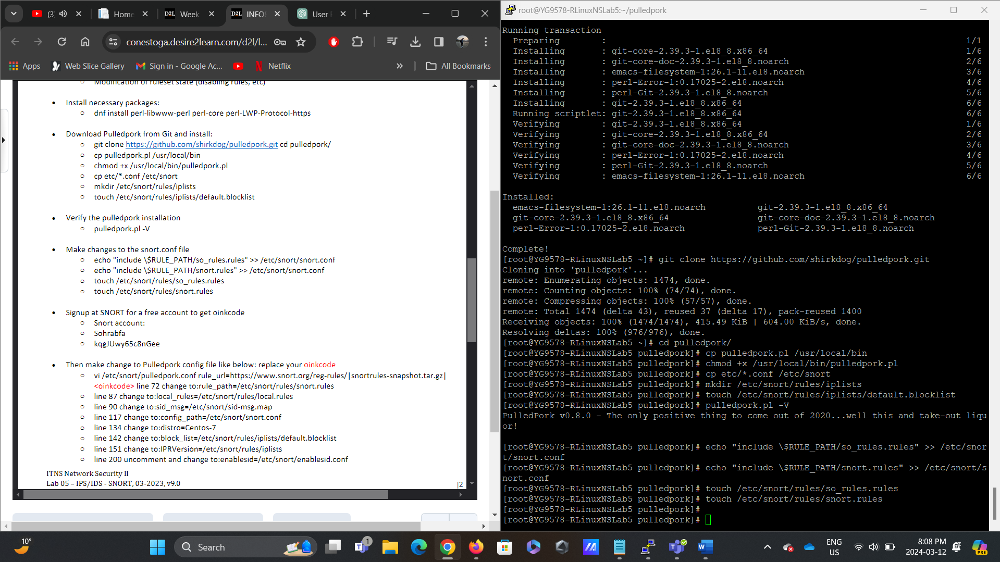 (3)
Home
Week
INFO8
User
conestoga.desire2learn.com/d2l/l...
Apps
Web Slice Gallery
Sign in - Google Ac...
Netflix
»
All Bookmarks
○ Modification of ruleset state (disabling rules, etc)
• Install necessary packages:
○ dnf install perl-libwww-perl perl-core perl-LWP-Protocol-https
• Download Pulledpork from Git and install:
○ git clone https://github.com/shirkdog/pulledpork.git cd pulledpork/
○ cp pulledpork.pl /usr/local/bin
○ chmod +x /usr/local/bin/pulledpork.pl
○ cp etc/*.conf /etc/snort
○ mkdir /etc/snort/rules/iplists
○ touch /etc/snort/rules/iplists/default.blocklist
• Verify the pulledpork installation
○ pulledpork.pl -V
• Make changes to the snort.conf file
○ echo "include \$RULE_PATH/so_rules.rules" >> /etc/snort/snort.conf
○ echo "include \$RULE_PATH/snort.rules" >> /etc/snort/snort.conf
○ touch /etc/snort/rules/so_rules.rules
○ touch /etc/snort/rules/snort.rules
• Signup at SNORT for a free account to get oinkcode
○ Snort account:
○ Sohrabfa
○ kqgJUwy65c8nGee
• Then make change to Pulledpork config file like below: replace your oinkcode
○ vi /etc/snort/pulledpork.conf rule_url=https://www.snort.org/reg-rules/|snortrules-snapshot.tar.gz|
<oinkcode> line 72 change to:rule_path=/etc/snort/rules/snort.rules
○ line 87 change to:local_rules=/etc/snort/rules/local.rules
○ line 90 change to:sid_msg=/etc/snort/sid-msg.map
○ line 117 change to:config_path=/etc/snort/snort.conf
○ line 134 change to:distro=Centos-7
○ line 142 change to:block_list=/etc/snort/rules/iplists/default.blocklist
○ line 151 change to:IPRVersion=/etc/snort/rules/iplists
○ line 200 uncomment and change to:enablesid=/etc/snort/enablesid.conf
ITNS Network Security II
Lab 05 – IPS/IDS - SNORT, 03-2023, v9.0 |2
root@YG9578-RLinuxNSLab5:~/pulledpork
Running transaction
Preparing : 1/1
Installing : git-core-2.39.3-1.el8_8.x86_64 1/6
Installing : git-core-doc-2.39.3-1.el8_8.noarch 2/6
Installing : emacs-filesystem-1:26.1-11.el8.noarch 3/6
Installing : perl-Error-1:0.17025-2.el8.noarch 4/6
Installing : perl-Git-2.39.3-1.el8_8.noarch 5/6
Installing : git-2.39.3-1.el8_8.x86_64 6/6
Running scriptlet: git-2.39.3-1.el8_8.x86_64 6/6
Verifying : git-2.39.3-1.el8_8.x86_64 1/6
Verifying : git-core-2.39.3-1.el8_8.x86_64 2/6
Verifying : git-core-doc-2.39.3-1.el8_8.noarch 3/6
Verifying : perl-Error-1:0.17025-2.el8.noarch 4/6
Verifying : perl-Git-2.39.3-1.el8_8.noarch 5/6
Verifying : emacs-filesystem-1:26.1-11.el8.noarch 6/6
Installed:
emacs-filesystem-1:26.1-11.el8.noarch git-2.39.3-1.el8_8.x86_64
git-core-2.39.3-1.el8_8.x86_64 git-core-doc-2.39.3-1.el8_8.noarch
perl-Error-1:0.17025-2.el8.noarch perl-Git-2.39.3-1.el8_8.noarch
Complete!
[root@YG9578-RLinuxNSLab5 ~]# git clone https://github.com/shirkdog/pulledpork.git
Cloning into 'pulledpork'...
remote: Enumerating objects: 1474, done.
remote: Counting objects: 100% (74/74), done.
remote: Compressing objects: 100% (57/57), done.
remote: Total 1474 (delta 43), reused 37 (delta 17), pack-reused 1400
Receiving objects: 100% (1474/1474), 415.49 KiB | 604.00 KiB/s, done.
Resolving deltas: 100% (976/976), done.
[root@YG9578-RLinuxNSLab5 ~]# cd pulledpork/
[root@YG9578-RLinuxNSLab5 pulledpork]# cp pulledpork.pl /usr/local/bin
[root@YG9578-RLinuxNSLab5 pulledpork]# chmod +x /usr/local/bin/pulledpork.pl
[root@YG9578-RLinuxNSLab5 pulledpork]# cp etc/*.conf /etc/snort
[root@YG9578-RLinuxNSLab5 pulledpork]# mkdir /etc/snort/rules/iplists
[root@YG9578-RLinuxNSLab5 pulledpork]# touch /etc/snort/rules/iplists/default.blocklist
[root@YG9578-RLinuxNSLab5 pulledpork]# pulledpork.pl -V
PulledPork v0.8.0 - The only positive thing to come out of 2020...well this and take-out liqu
or!
[root@YG9578-RLinuxNSLab5 pulledpork]# echo "include \$RULE_PATH/so_rules.rules" >> /etc/snor
t/snort.conf
[root@YG9578-RLinuxNSLab5 pulledpork]# echo "include \$RULE_PATH/snort.rules" >> /etc/snort/s
nort.conf
[root@YG9578-RLinuxNSLab5 pulledpork]# touch /etc/snort/rules/so_rules.rules
[root@YG9578-RLinuxNSLab5 pulledpork]# touch /etc/snort/rules/snort.rules
[root@YG9578-RLinuxNSLab5 pulledpork]#
[root@YG9578-RLinuxNSLab5 pulledpork]#
10°
Search
1
ENG
US
8:08 PM
2024-03-12
PRE